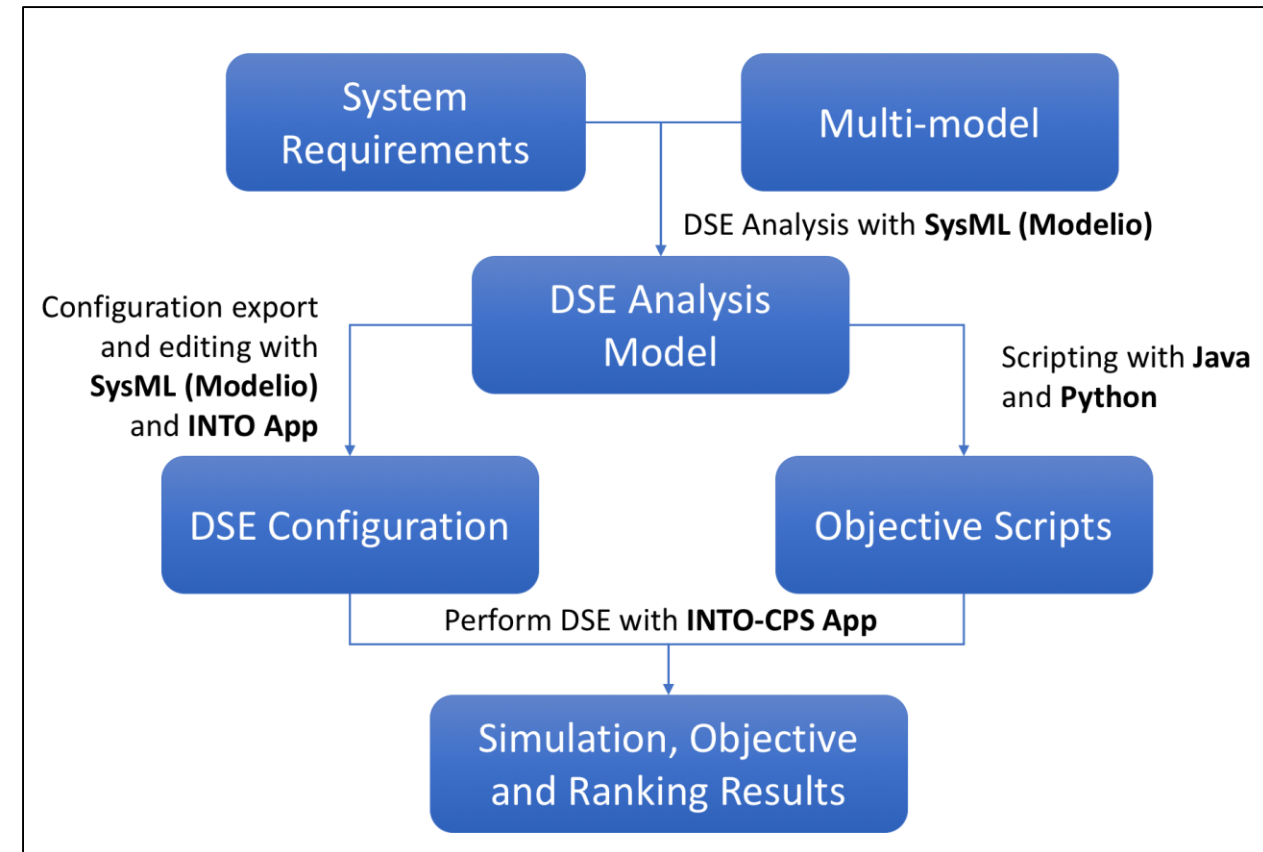 System
Requirements
Multi-model
DSE Analysis with SysML (Modelio)
DSE Analysis
Model
Configuration export
and editing with
SysML (Modelio)
and INTO App
Scripting with Java
and Python
DSE Configuration
Objective Scripts
Perform DSE with INTO-CPS App
Simulation, Objective
and Ranking Results